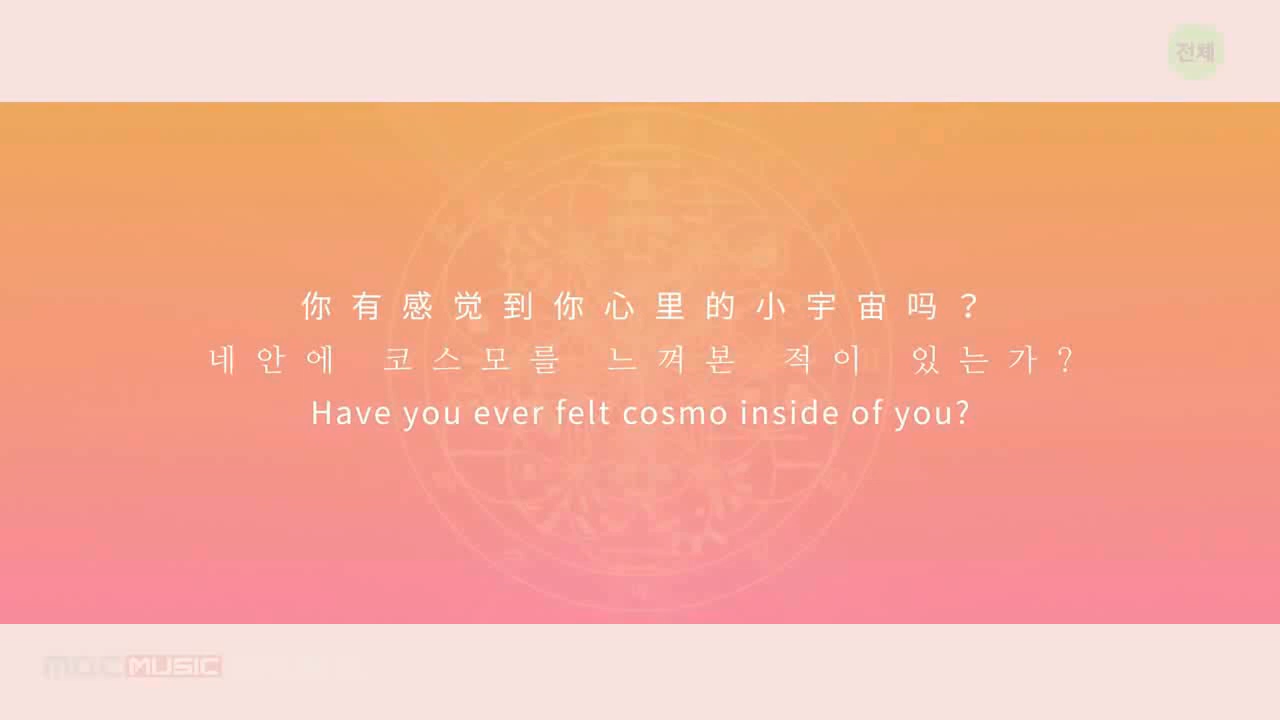 전체
你有感觉到你心里的小宇宙吗？
네안에 코스모를 느껴본 적이 있는가?
Have you ever felt cosmo inside of you?
MUSIC